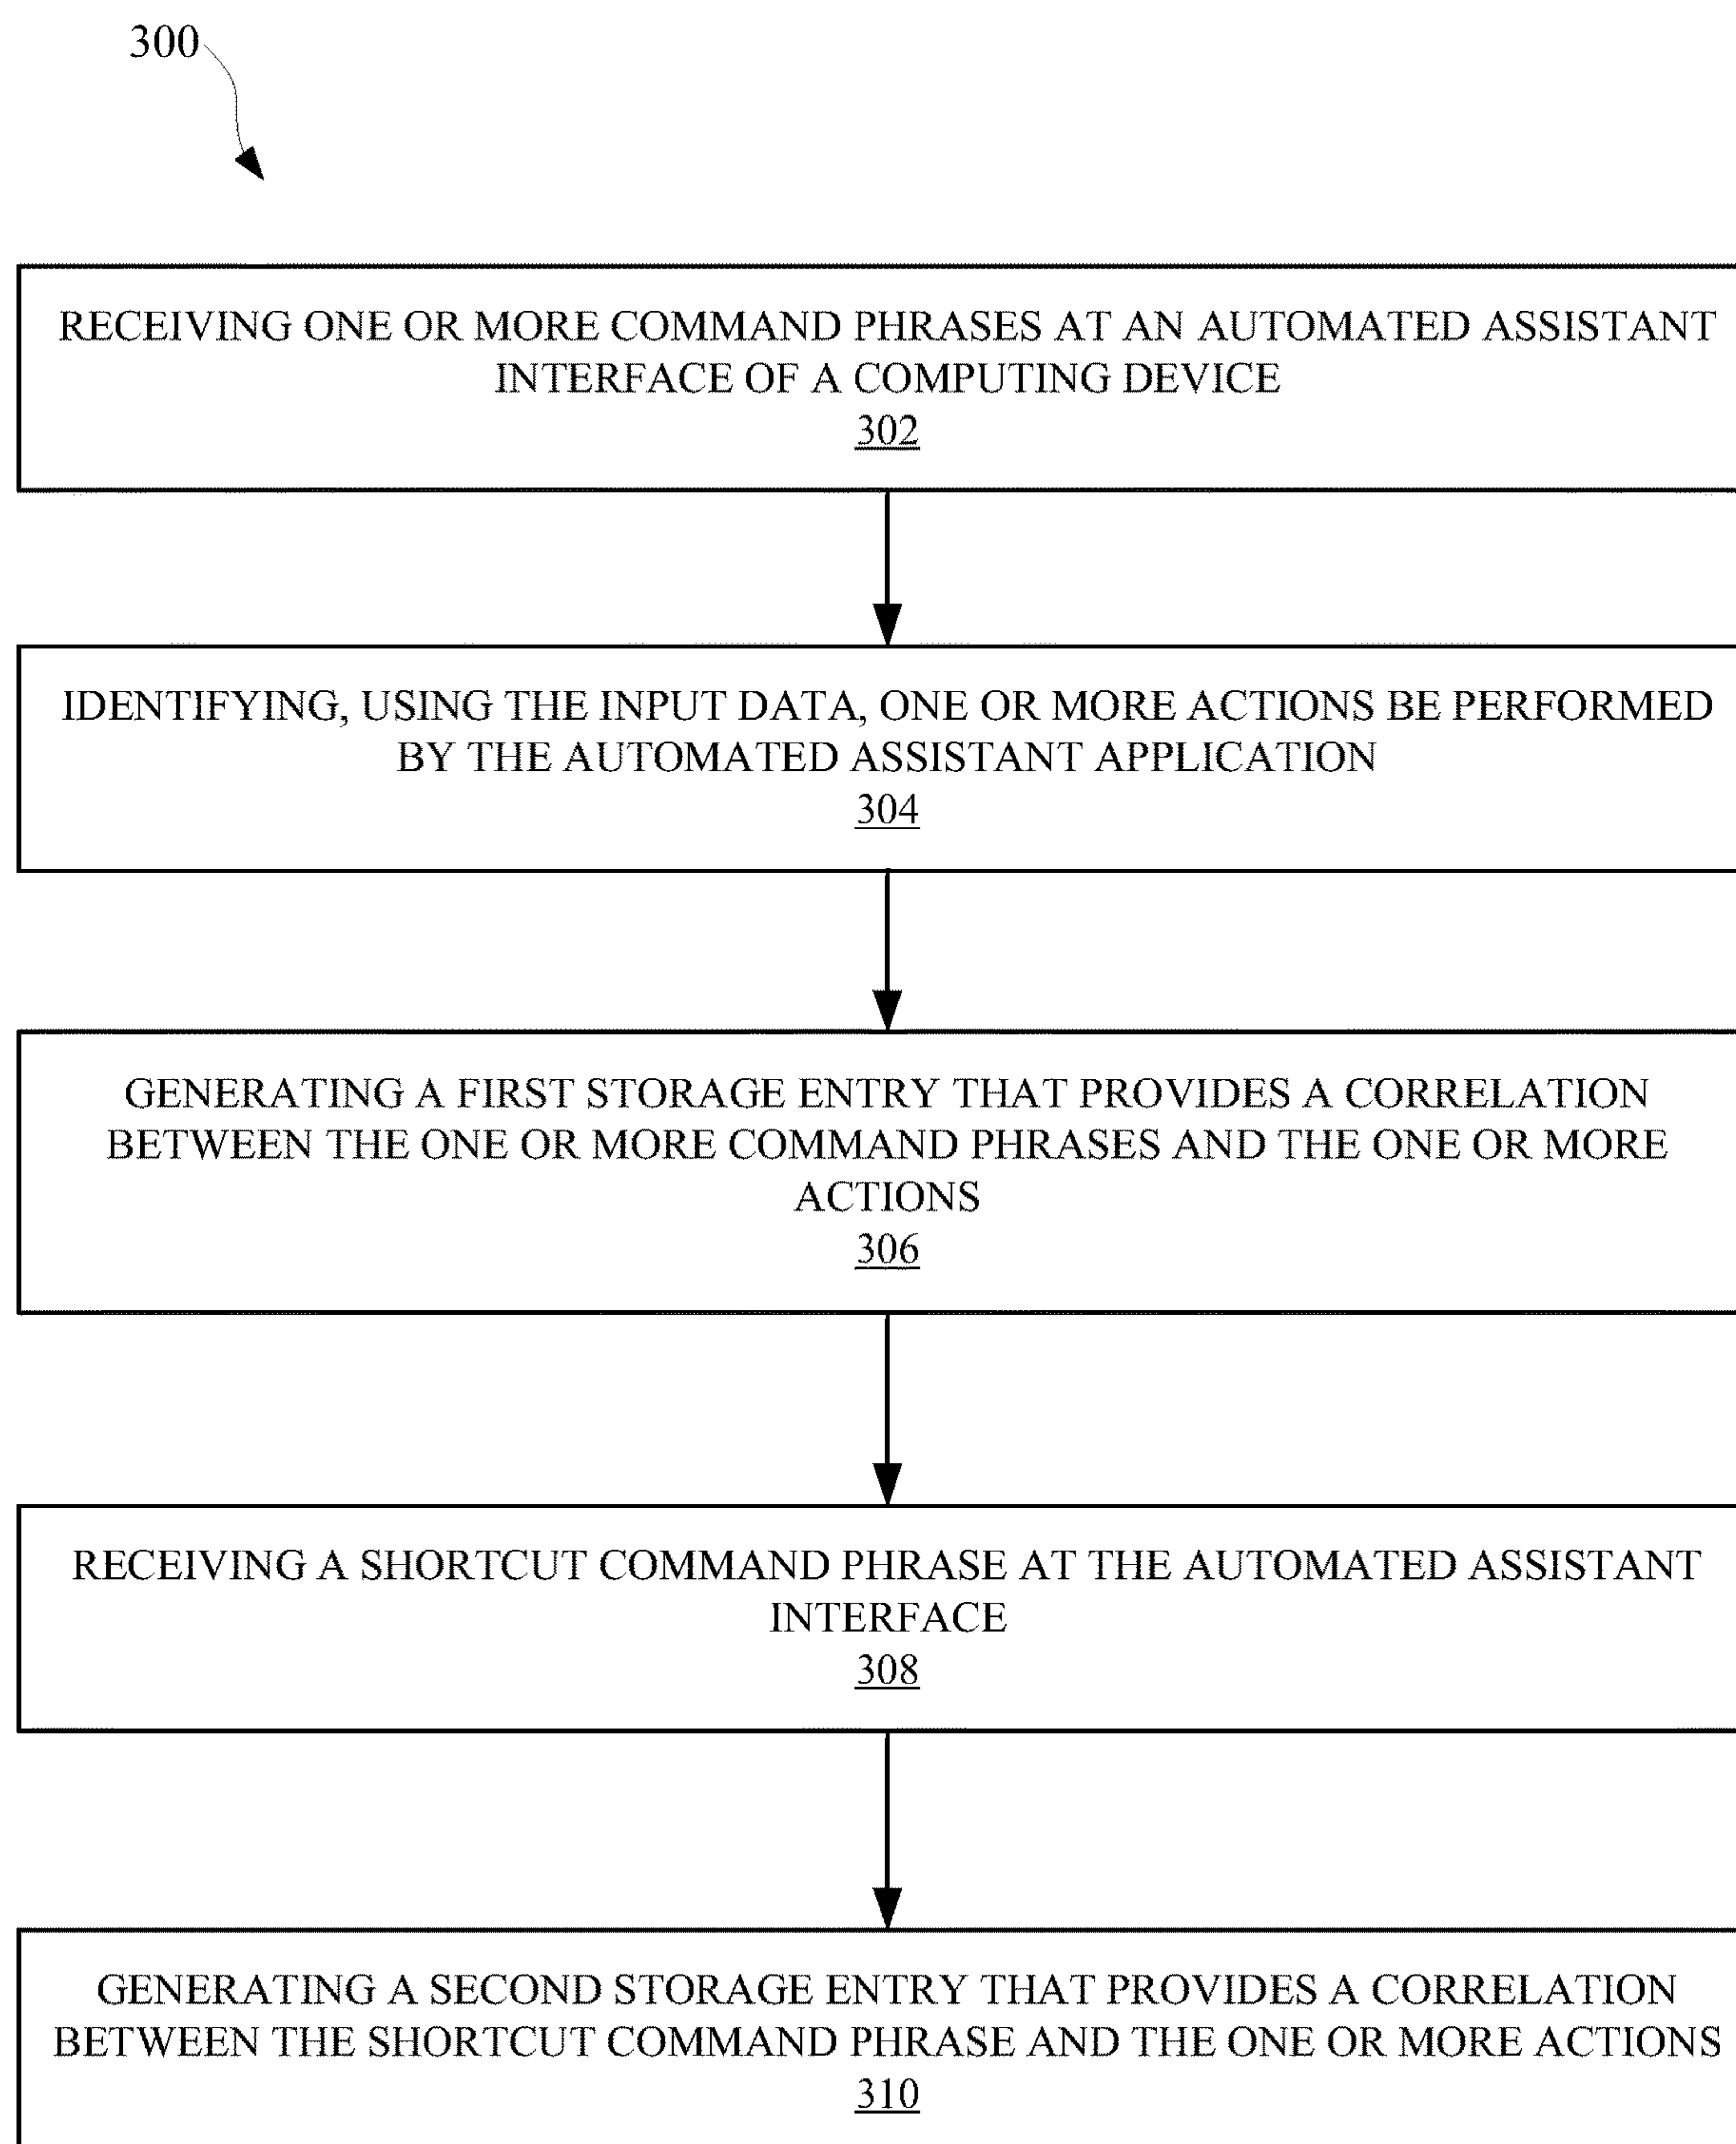 300
RECEIVING ONE OR MORE COMMAND PHRASES AT AN AUTOMATED ASSISTANT
INTERFACE OF A COMPUTING DEVICE
302
IDENTIFYING, USING THE INPUT DATA, ONE OR MORE ACTIONS BE PERFORMED
BY THE AUTOMATED ASSISTANT APPLICATION
304
GENERATING A FIRST STORAGE ENTRY THAT PROVIDES A CORRELATION
BETWEEN THE ONE OR MORE COMMAND PHRASES AND THE ONE OR MORE
ACTIONS
306
RECEIVING A SHORTCUT COMMAND PHRASE AT THE AUTOMATED ASSISTANT
INTERFACE
308
GENERATING A SECOND STORAGE ENTRY THAT PROVIDES A CORRELATION
BETWEEN THE SHORTCUT COMMAND PHRASE AND THE ONE OR MORE ACTIONS
310